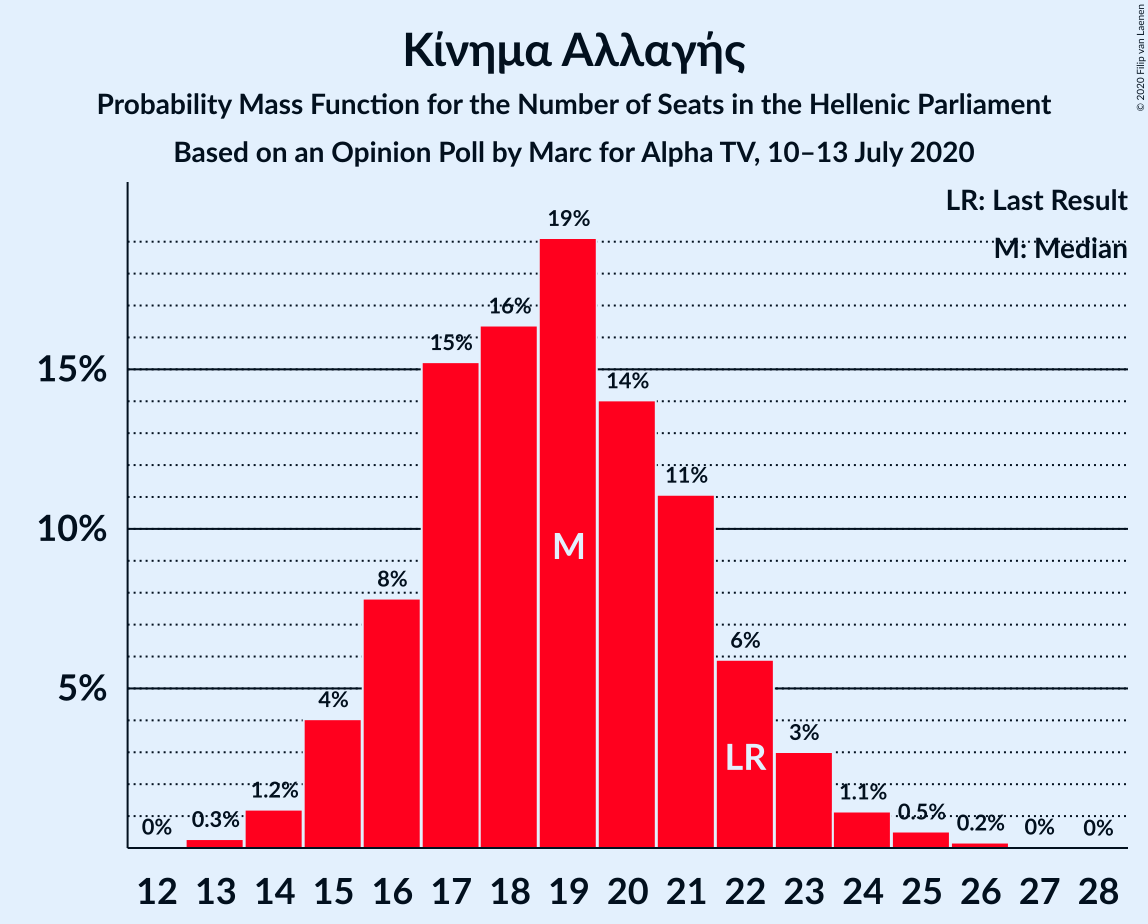 Κίνημα Αλλαγής
Probability Mass Function for the Number of Seats in the Hellenic Parliament
Based on an Opinion Poll by Marc for Alpha TV, 10–13 July 2020
© 2020 Filip van Laenen
LR: Last Result
M: Median
15%
10%
5%
0%
0.3%
1.2%
4%
8%
15%
16%
19%
14%
11%
6%
3%
1.1%
0.5%
0.2%
0%
0%
M
LR
12 13 14 15 16 17 18 19 20 21 22 23 24 25 26 27 28